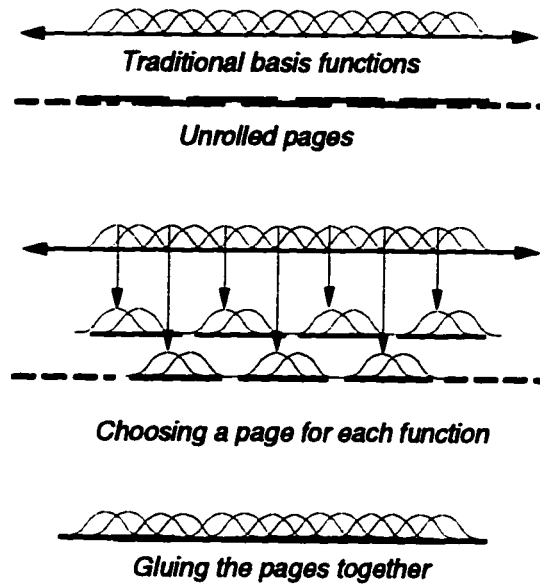 Traditional basis functions
Unrolled pages
Choosing a page for each function
Gluing the pages together